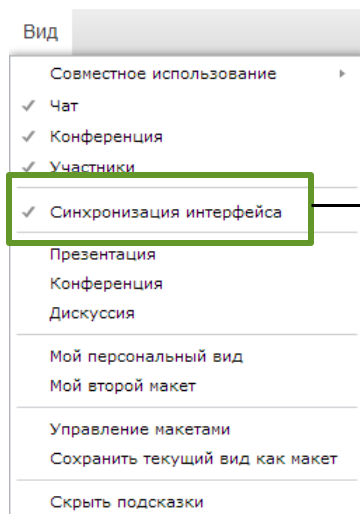 Вид
Совместное использование
Чат
Конференция
Участники
Синхронизация интерфейса
Презентация
Конференция
Дискуссия
Мой персональный вид
Мой второй макет
Управление макетами
Сохранить текущий вид как макет
Скрыть подсказки